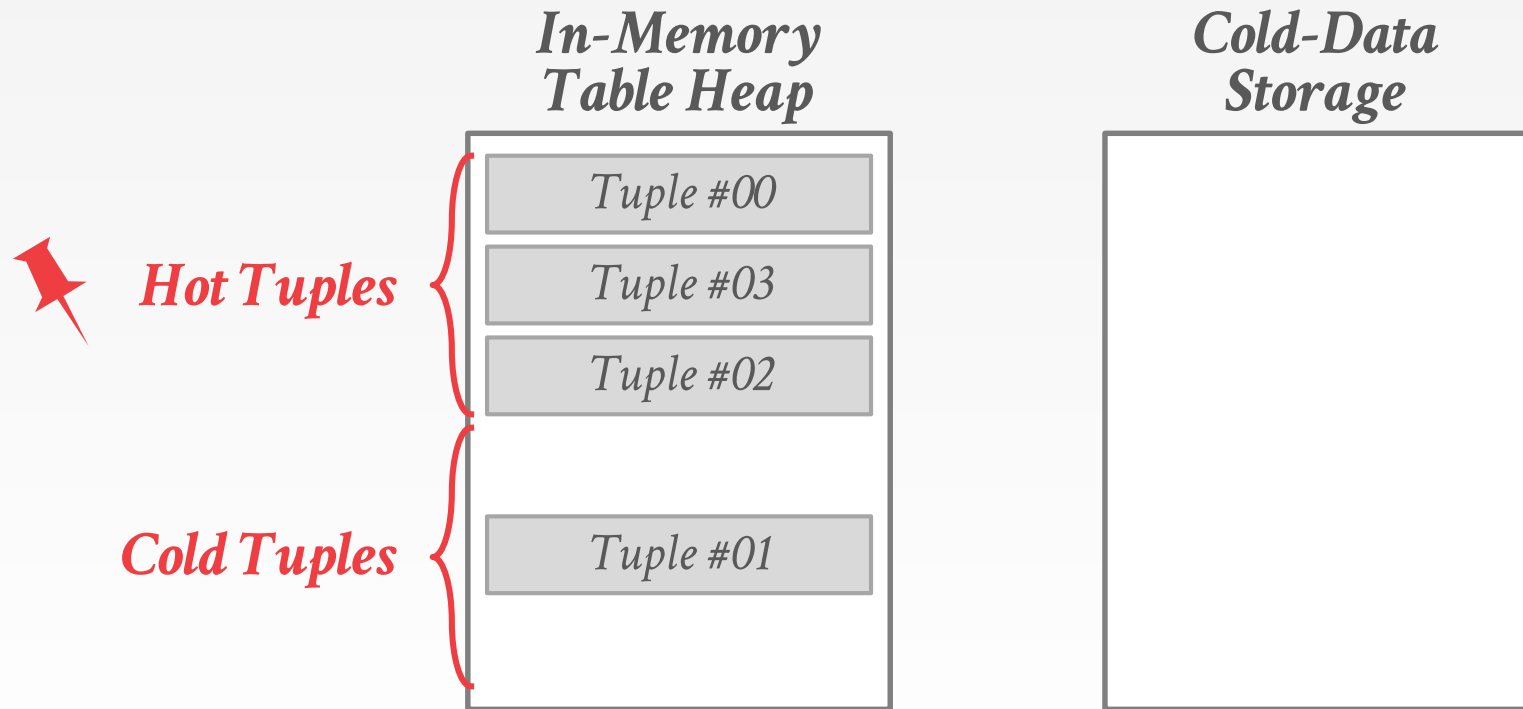 In-Memory
Table Heap
Cold-Data
Storage
Hot Tuples
Tuple #00
Tuple #03
Tuple #02
Cold Tuples
Tuple #01